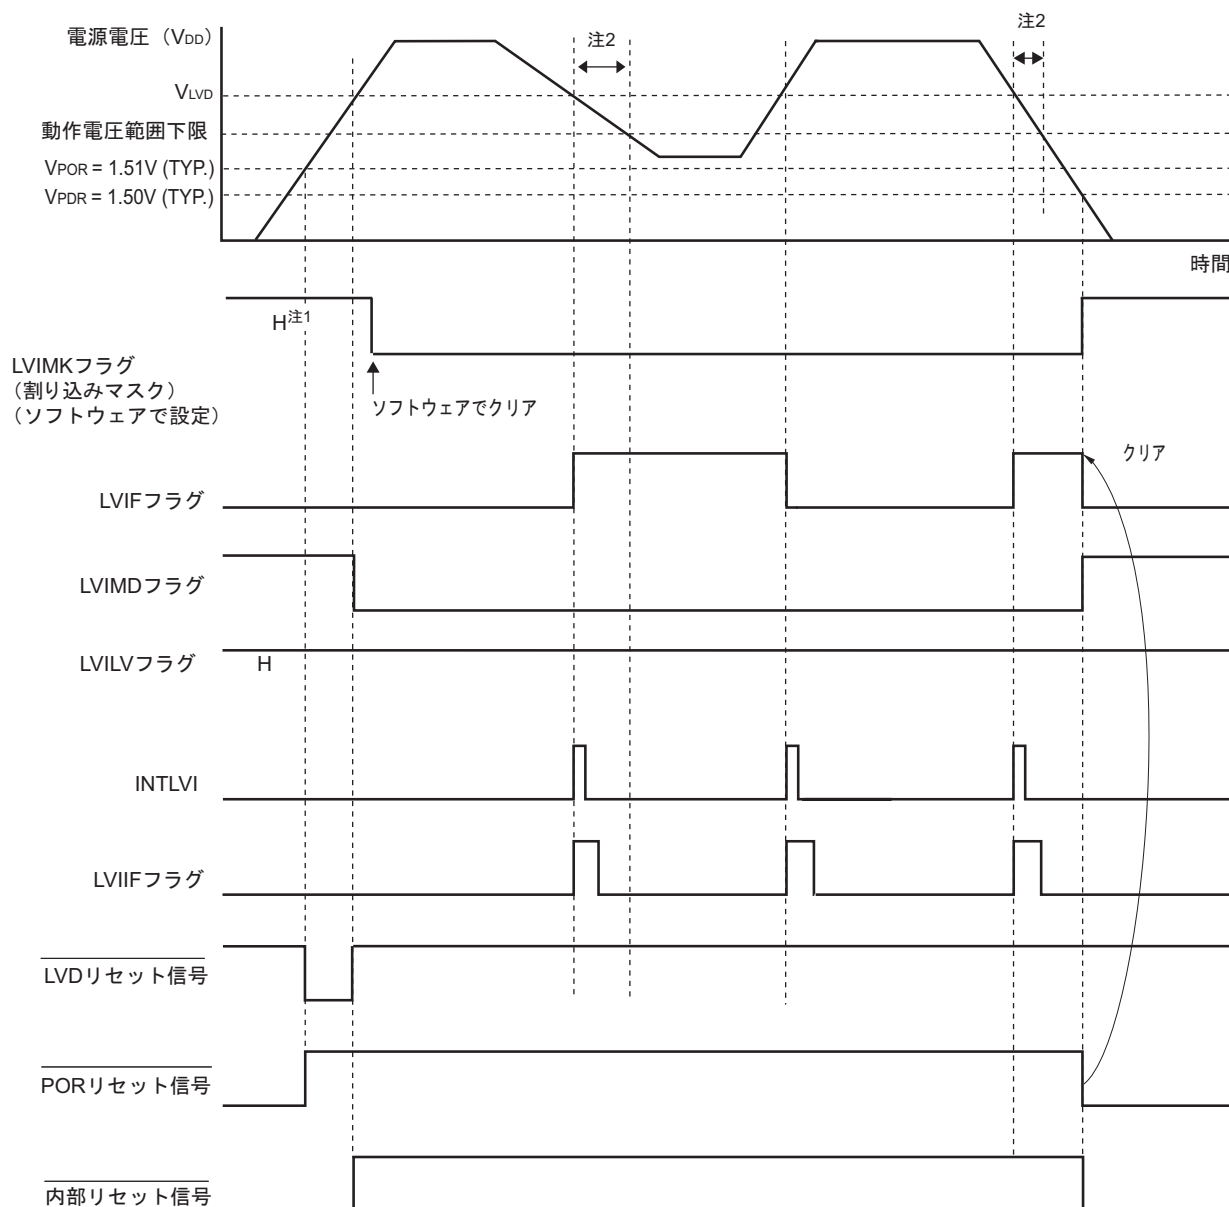 電源電圧（VDD）
注2
注2
VLVD
動作電圧範囲下限
VPOR = 1.51V (TYP.)
VPDR = 1.50V (TYP.)
時間
H注1
LVIMKフラグ
（割り込みマスク）
（ソフトウェアで設定）
ソフトウェアでクリア
クリア
LVIFフラグ
LVIMDフラグ
LVILVフラグ
H
INTLVI
LVIIFフラグ
LVDリセット信号
PORリセット信号
内部リセット信号